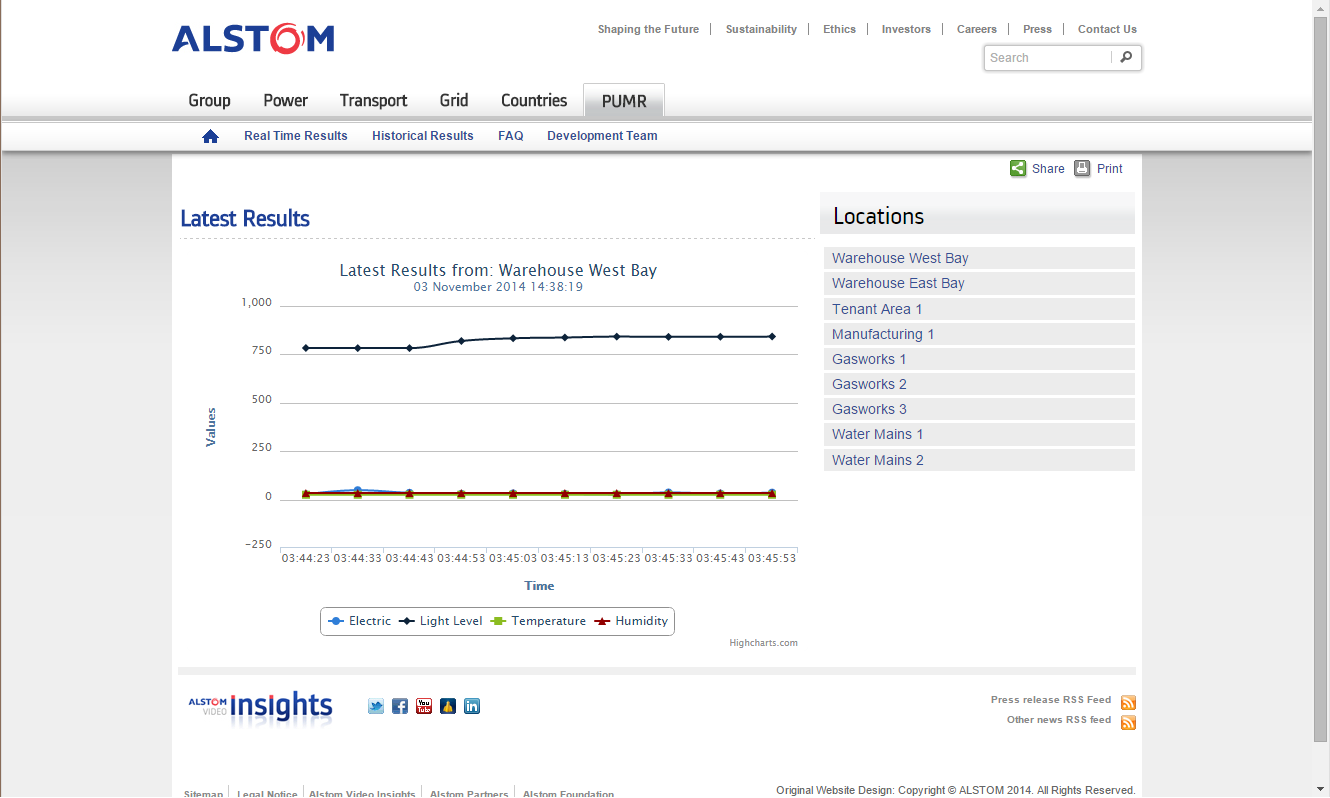 ALSTOM
Shaping the Future Sustainability Ethics Investors Careers Press Contact Us
Search
Group Power Transport Grid Countries PUMR
Real Time Results Historical Results FAQ Development Team
Share Print
Latest Results
Locations
Warehouse West Bay
Warehouse East Bay
Tenant Area 1
Manufacturing 1
Gasworks 1
Gasworks 2
Gasworks 3
Water Mains 1
Water Mains 2
Latest Results from: Warehouse West Bay
03 November 2014 14:38:19
1,000
750
500
250
0
-250
Values
03:44:23 03:44:33 03:44:43 03:44:53 03:45:03 03:45:13 03:45:23 03:45:33 03:45:43 03:45:53
Time
Electric Light Level Temperature Humidity
Highcharts.com
ALSTOM VIDEO insights
You Tube
in
Press release RSS Feed
Other news RSS feed
Sitemap Legal Notice Alstom Video Insights Alstom Partners Alstom Foundation
Original Website Design: Copyright © ALSTOM 2014. All Rights Reserved.